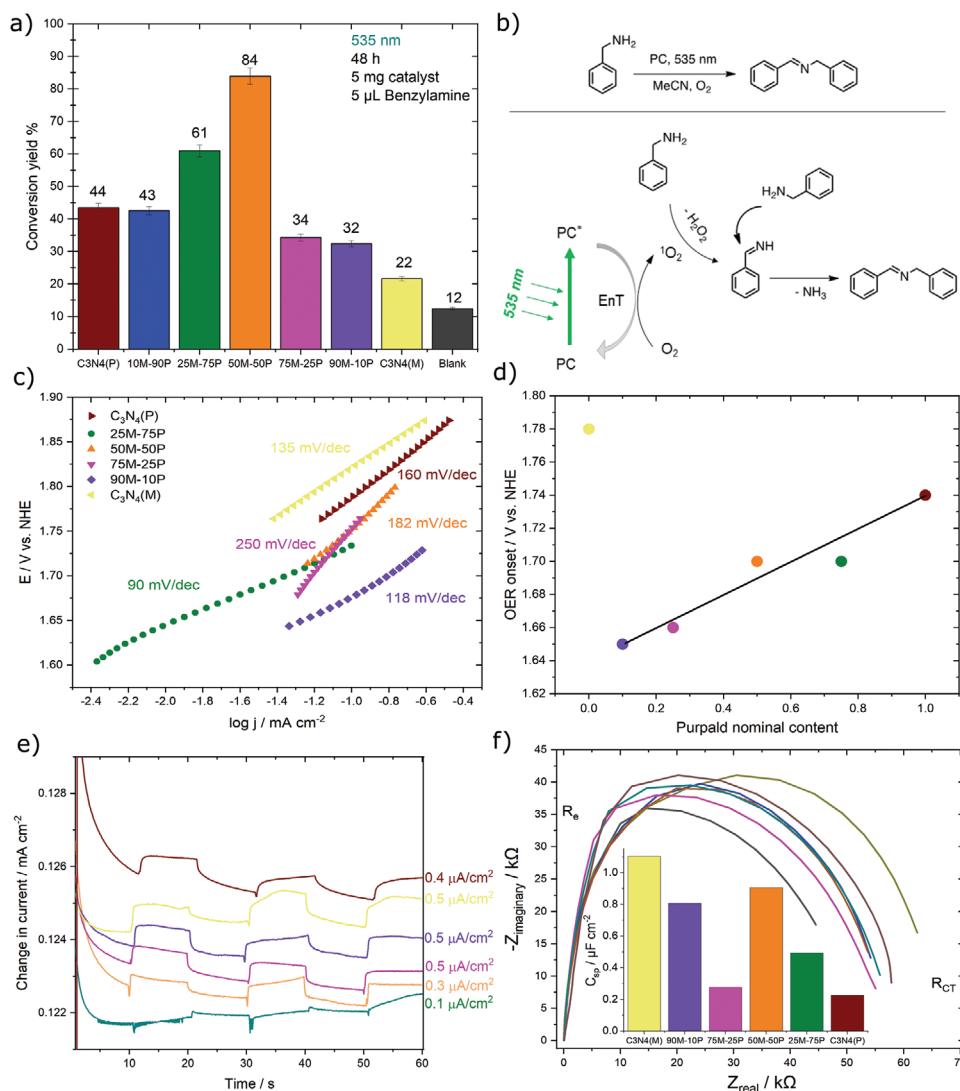 a)
Conversion yield %
100
90
80
70
60
50
40
30
20
10
0
535 nm
48 h
5 mg catalyst
5 µL Benzylamine
44
43
61
84
34
32
22
12
C3N4(P)
10M-90P
25M-75P
50M-50P
75M-25P
90M-10P
C3N4(M)
Blank
b)
NH2
PC, 535 nm
MeCN, O2
N
NH2
- H2O2
H2N
NH
- NH3
N
PC*
1O2
535 nm
EnT
PC
O2
c)
E / V vs. NHE
1.90
1.85
1.80
1.75
1.70
1.65
1.60
C3N4(P)
25M-75P
50M-50P
75M-25P
90M-10P
C3N4(M)
135 mV/dec
160 mV/dec
182 mV/dec
250 mV/dec
90 mV/dec
118 mV/dec
-2.4 -2.2 -2.0 -1.8 -1.6 -1.4 -1.2 -1.0 -0.8 -0.6 -0.4
log j / mA cm-2
d)
OER onset / V vs. NHE
1.78
1.76
1.74
1.72
1.70
1.68
1.66
1.64
1.62
0.0 0.2 0.4 0.6 0.8 1.0
Purpald nominal content
e)
Change in current / mA cm-2
0.128
0.126
0.124
0.122
0.4 µA/cm2
0.5 µA/cm2
0.5 µA/cm2
0.5 µA/cm2
0.3 µA/cm2
0.1 µA/cm2
0 10 20 30 40 50 60
Time / s
f)
-Zimaginary / kΩ
45
40
35
30
25
20
15
10
5
0
Re
RCT
Csp / µF cm-2
1.0
0.8
0.6
0.4
0.2
0.0
C3N4(M) 90M-10P 75M-25P 50M-50P 25M-75P C3N4(P)
0 10 20 30 40 50 60 70
Zreal / kΩ